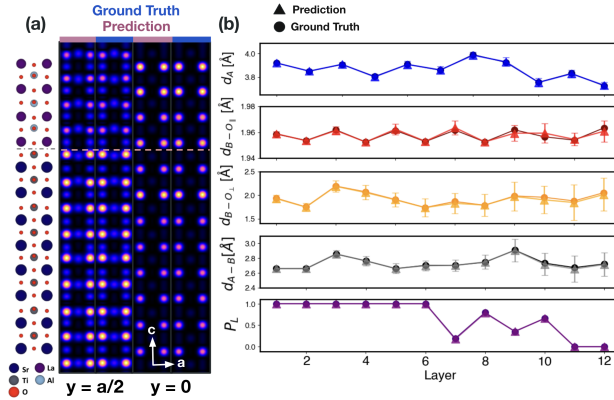 Ground Truth
Prediction
(a)
Sr
La
Ti
Al
O
y = a/2
y = 0
c
a
(b)
Prediction
Ground Truth
d_A [Å]
4.0
3.8
d_B−O∥ [Å]
1.98
1.96
1.94
d_B−O⊥ [Å]
2.0
1.5
d_A−B [Å]
3.0
2.8
2.6
2.4
P_L
1.0
0.5
0.0
2
4
6
8
10
12
Layer